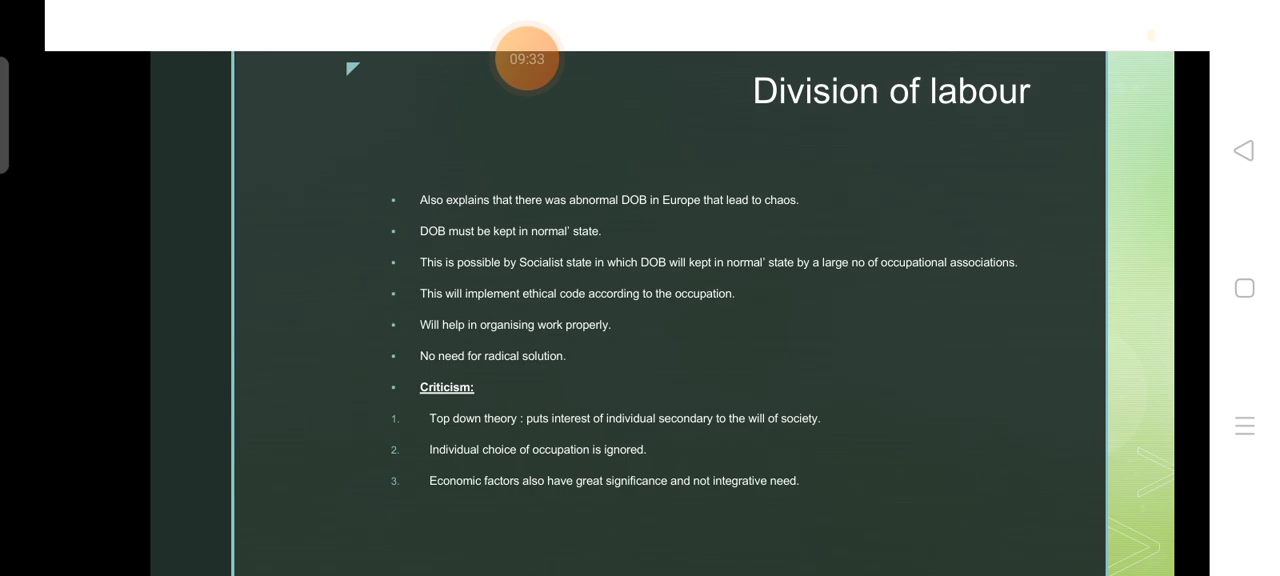 09:33
Division of labour
Also explains that there was abnormal DOB in Europe that lead to chaos.
DOB must be kept in normal’ state.
This is possible by Socialist state in which DOB will kept in normal’ state by a large no of occupational associations.
This will implement ethical code according to the occupation.
Will help in organising work properly.
No need for radical solution.
Criticism:
1. Top down theory : puts interest of individual secondary to the will of society.
2. Individual choice of occupation is ignored.
3. Economic factors also have great significance and not integrative need.